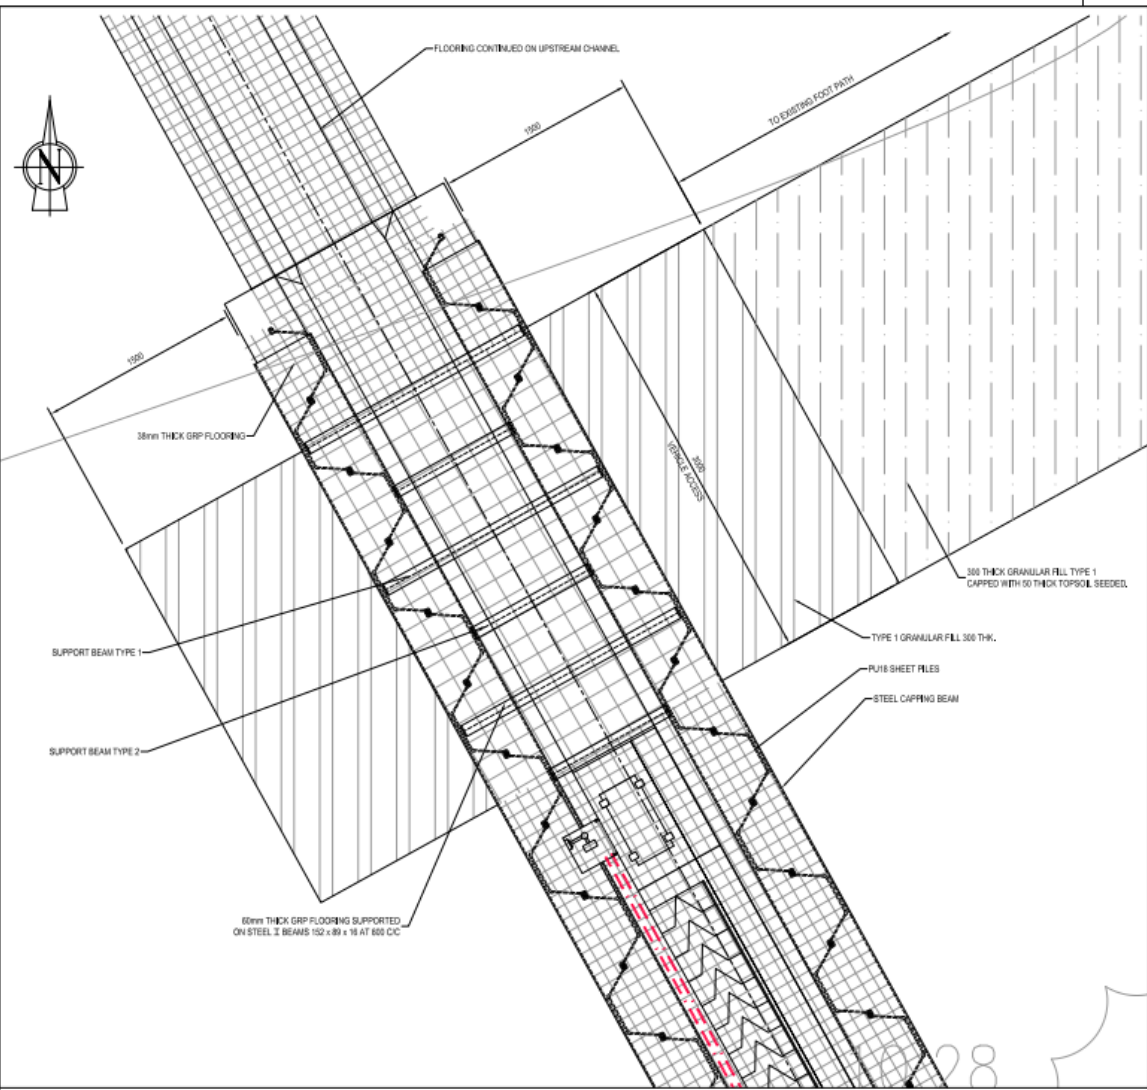 FLOORING CONTINUED ON UPSTREAM CHANNEL
1500
TO EXISTING FOOT PATH
N
1500
38mm THICK GRP FLOORING
3000
VEHICLE ACCESS
300 THICK GRANULAR FILL TYPE 1
CAPPED WITH 50 THICK TOPSOIL SEEDED.
TYPE 1 GRANULAR FILL 300 THK.
SUPPORT BEAM TYPE 1
PU18 SHEET PILES
STEEL CAPPING BEAM
SUPPORT BEAM TYPE 2
60mm THICK GRP FLOORING SUPPORTED
ON STEEL I BEAMS 152 x 89 x 16 AT 600 C/C